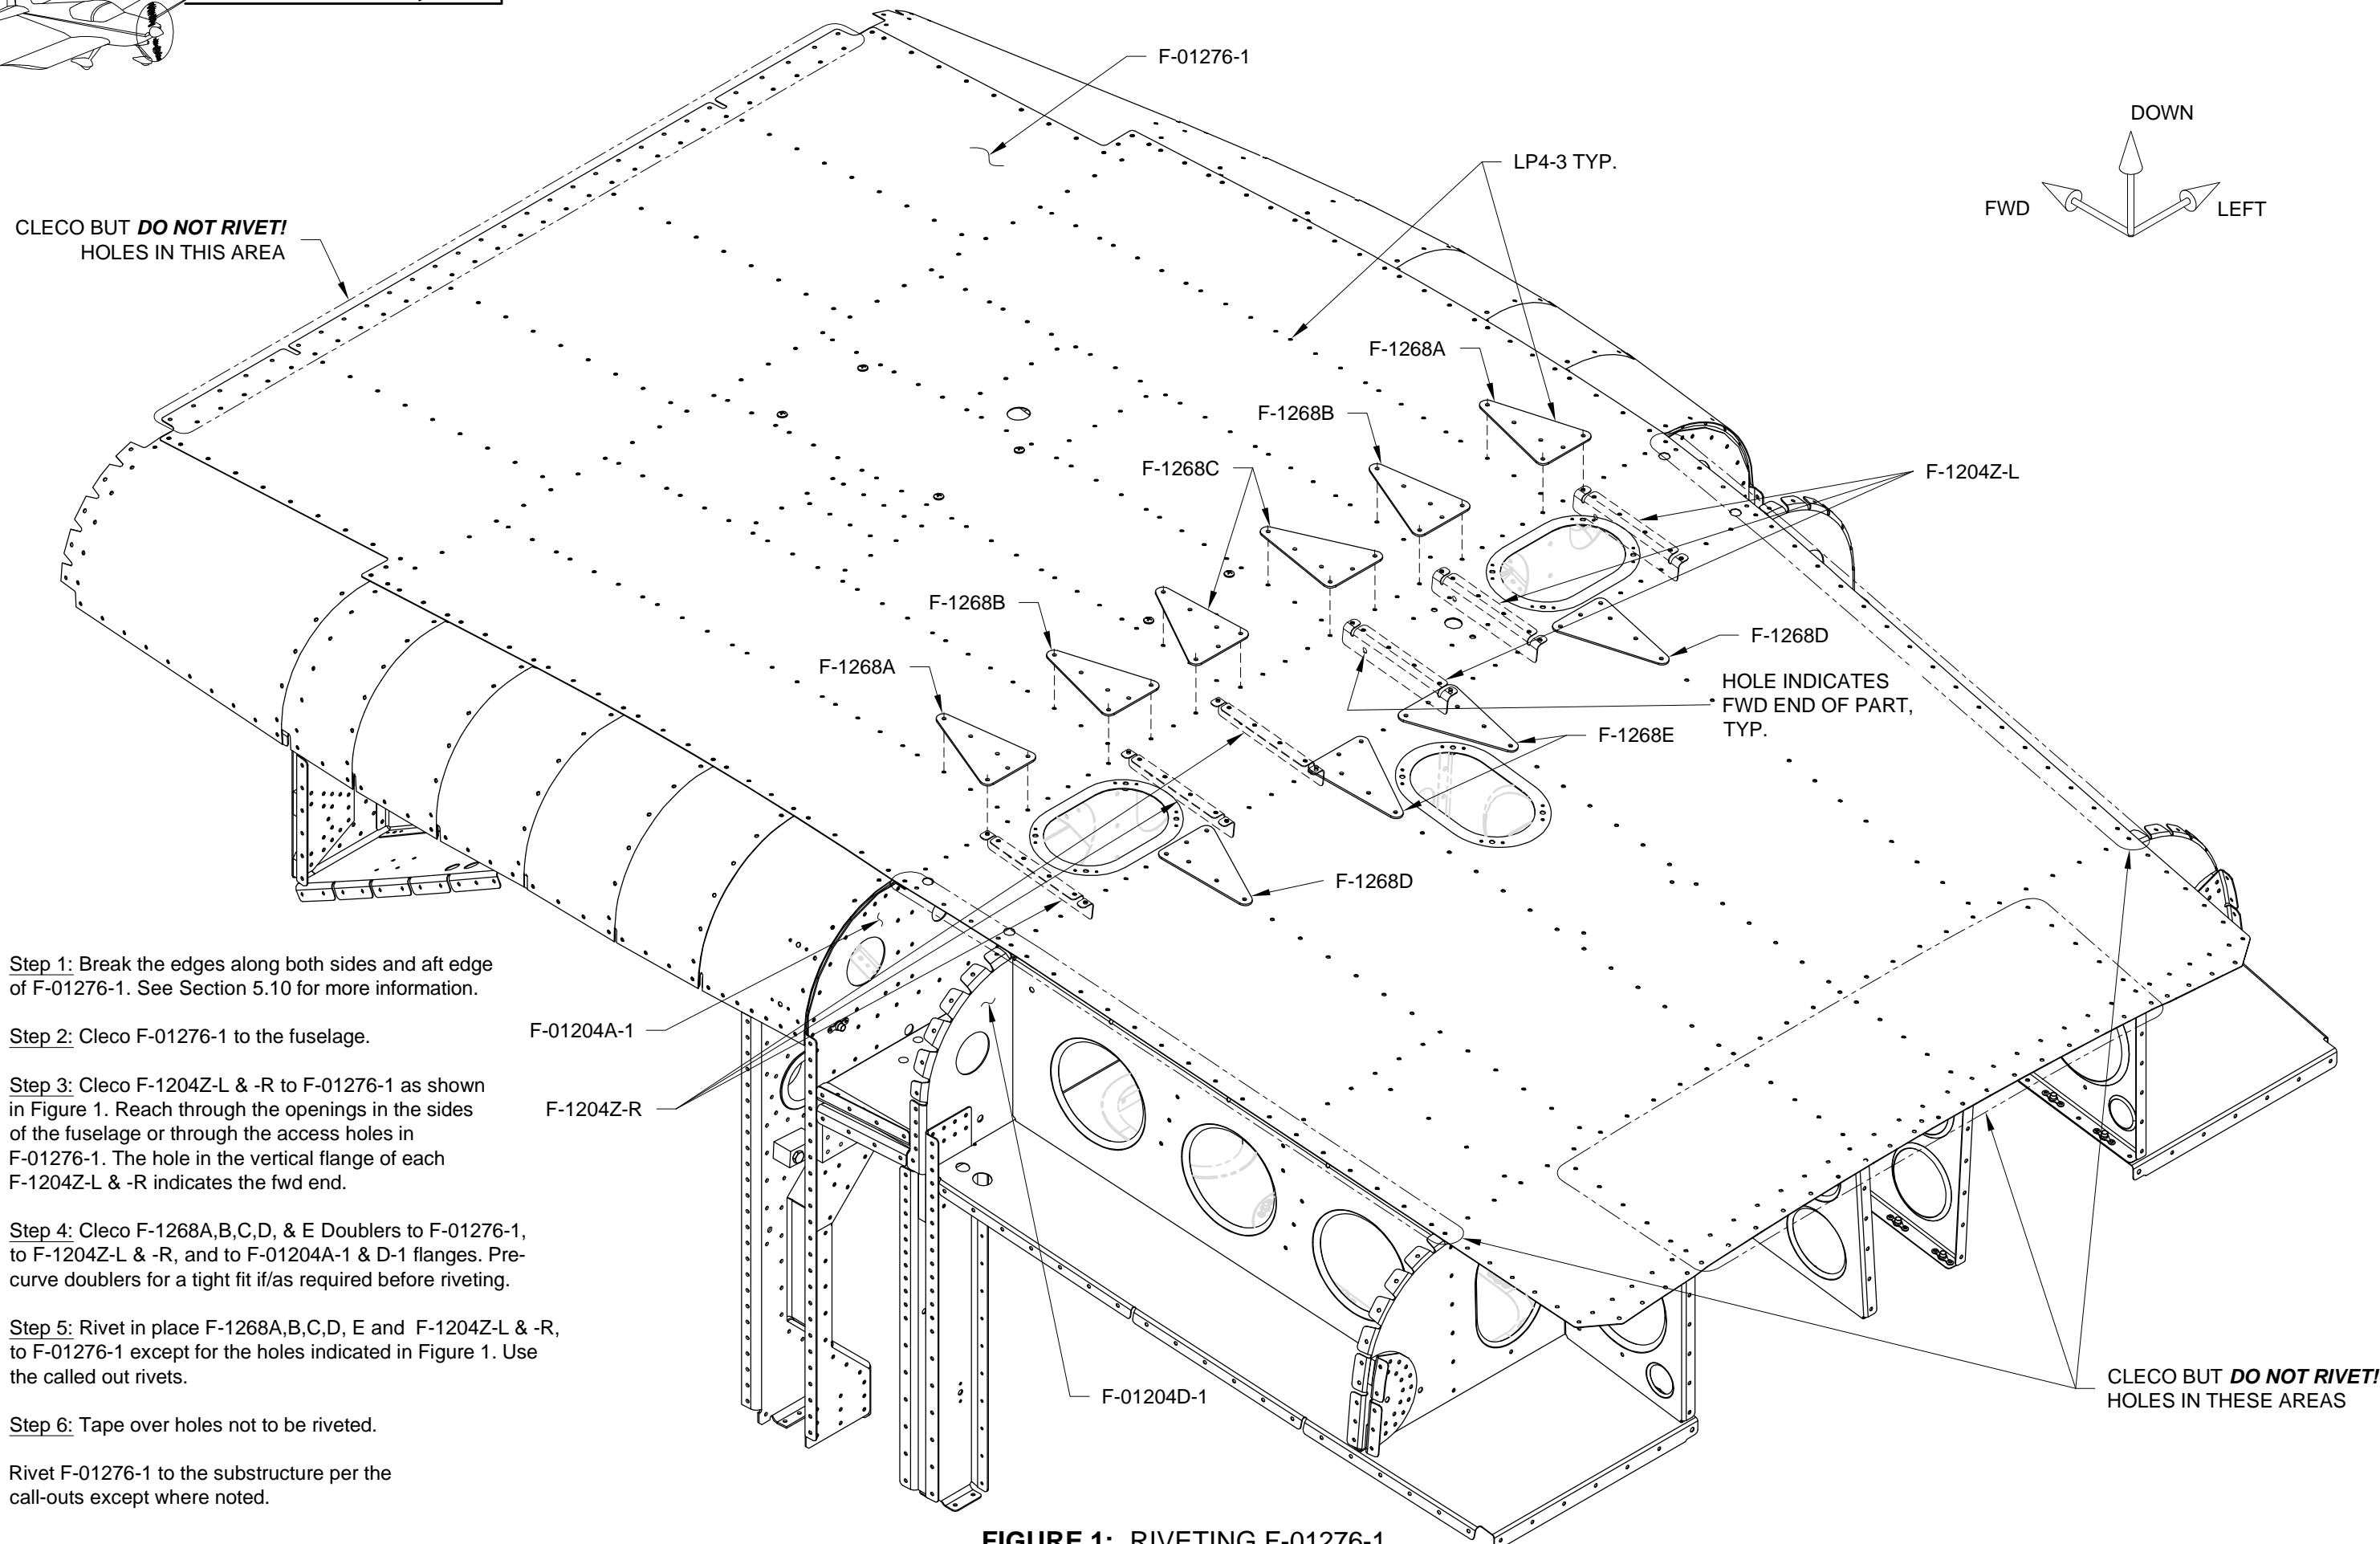 F-01276-1
DOWN
LP4-3 TYP.
FWD
LEFT
CLECO BUT DO NOT RIVET!
HOLES IN THIS AREA
F-1268A
F-1268B
F-1268C
F-1204Z-L
F-1268B
F-1268D
F-1268A
HOLE INDICATES
FWD END OF PART,
TYP.
F-1268E
F-1268D
Step 1: Break the edges along both sides and aft edge
of F-01276-1. See Section 5.10 for more information.
Step 2: Cleco F-01276-1 to the fuselage.
Step 3: Cleco F-1204Z-L & -R to F-01276-1 as shown
in Figure 1. Reach through the openings in the sides
of the fuselage or through the access holes in
F-01276-1. The hole in the vertical flange of each
F-1204Z-L & -R indicates the fwd end.
Step 4: Cleco F-1268A,B,C,D, & E Doublers to F-01276-1,
to F-1204Z-L & -R, and to F-01204A-1 & D-1 flanges. Pre-
curve doublers for a tight fit if/as required before riveting.
Step 5: Rivet in place F-1268A,B,C,D, E and F-1204Z-L & -R,
to F-01276-1 except for the holes indicated in Figure 1. Use
the called out rivets.
Step 6: Tape over holes not to be riveted.
Rivet F-01276-1 to the substructure per the
call-outs except where noted.
F-01204A-1
F-1204Z-R
F-01204D-1
CLECO BUT DO NOT RIVET!
HOLES IN THESE AREAS
FIGURE 1: RIVETING F-01276-1